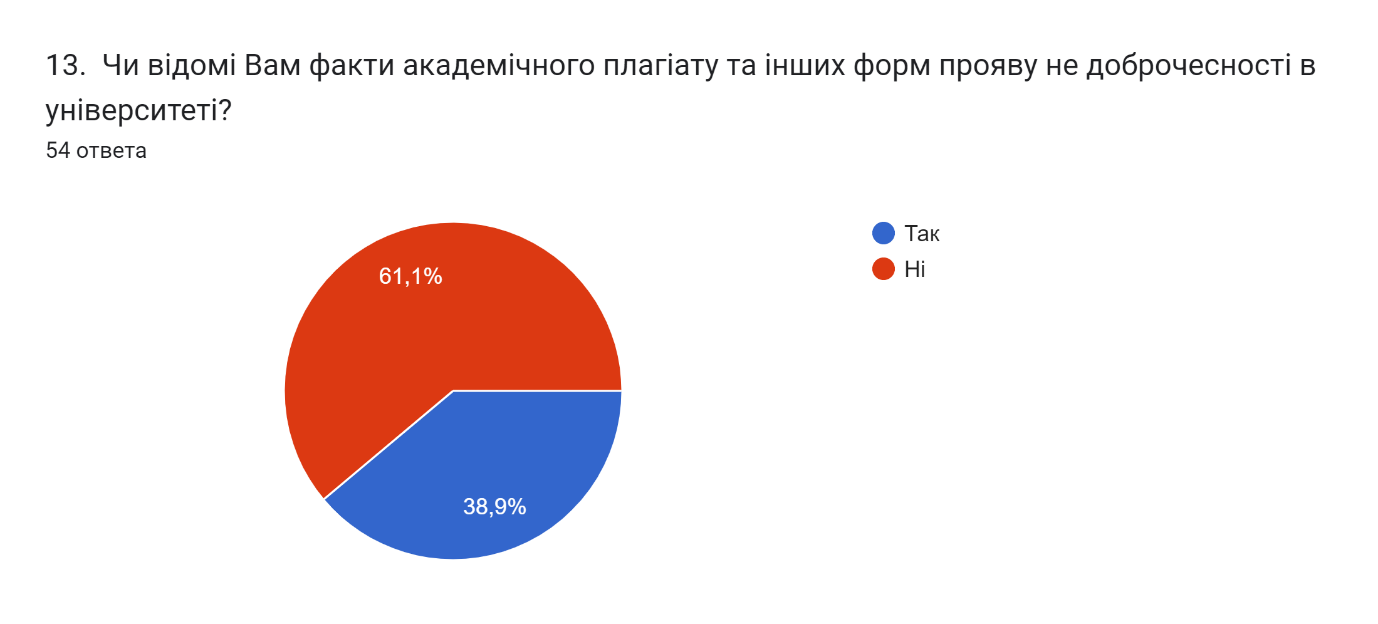 13.  Чи відомі Вам факти академічного плагіату та інших форм прояву не доброчесності в
університеті?
54 ответа
Так
Ні
61,1%
38,9%